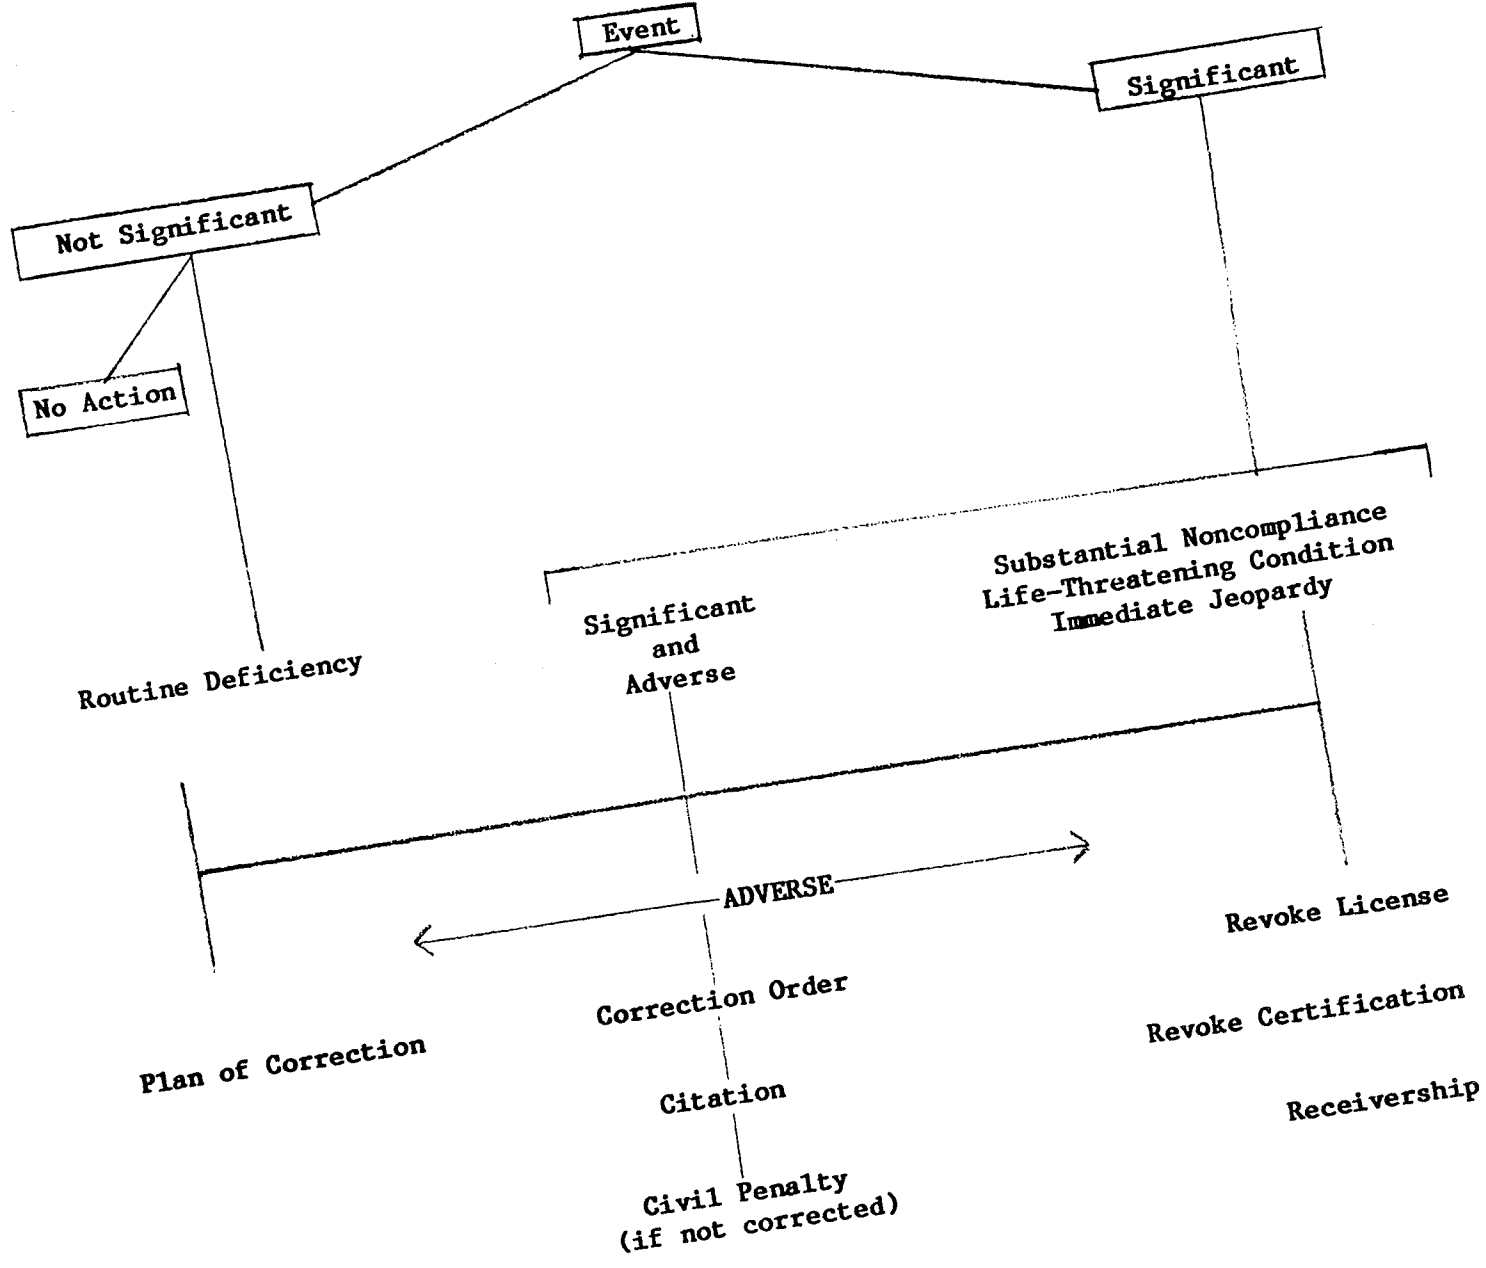 Event
Significant
Not Significant
No Action
Substantial Noncompliance
Life-Threatening Condition
Immediate Jeopardy
Significant
and
Adverse
Routine Deficiency
ADVERSE
Revoke License
Correction Order
Revoke Certification
Plan of Correction
Citation
Receivership
Civil Penalty
(if not corrected)